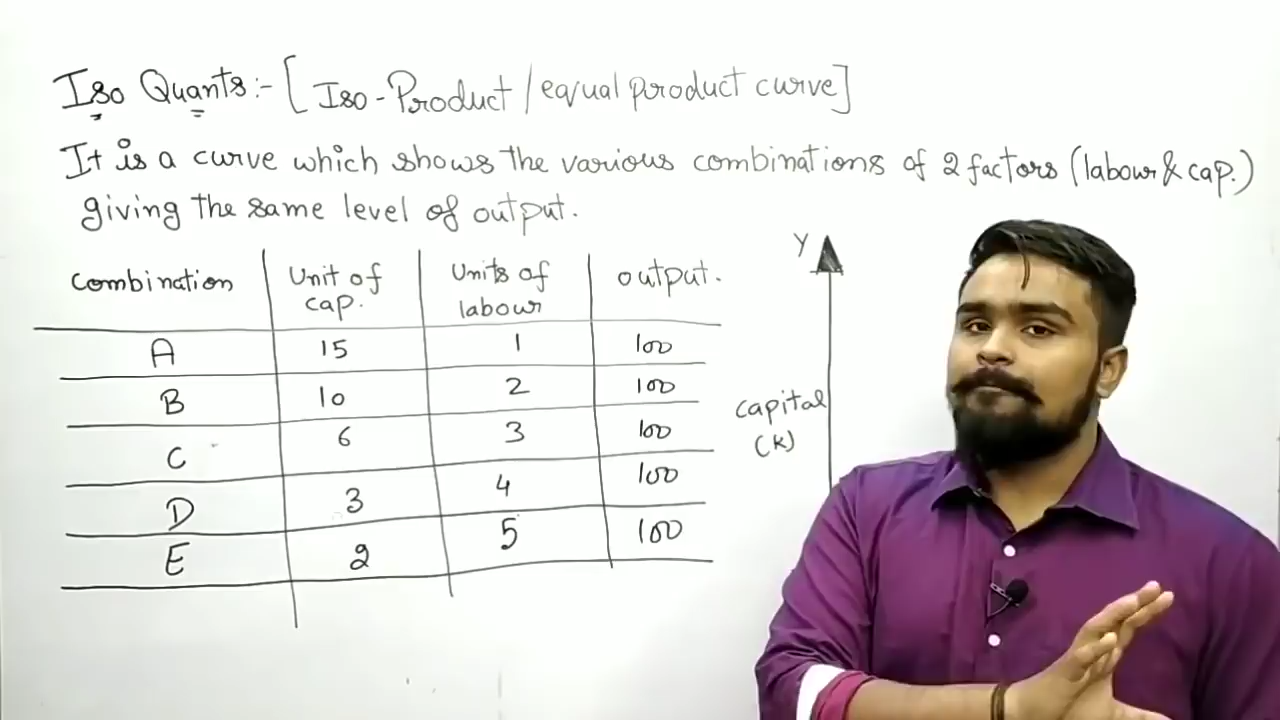 Iso Quants:- [Iso-Product/equal product curve]
It is a curve which shows the various combinations of 2 factors (labour & cap.)
giving the same level of output.
Combination Unit of cap. Units of labour output.
A 15 1 100
B 10 2 100
C 6 3 100
D 3 4 100
E 2 5 100
Y
capital
(K)